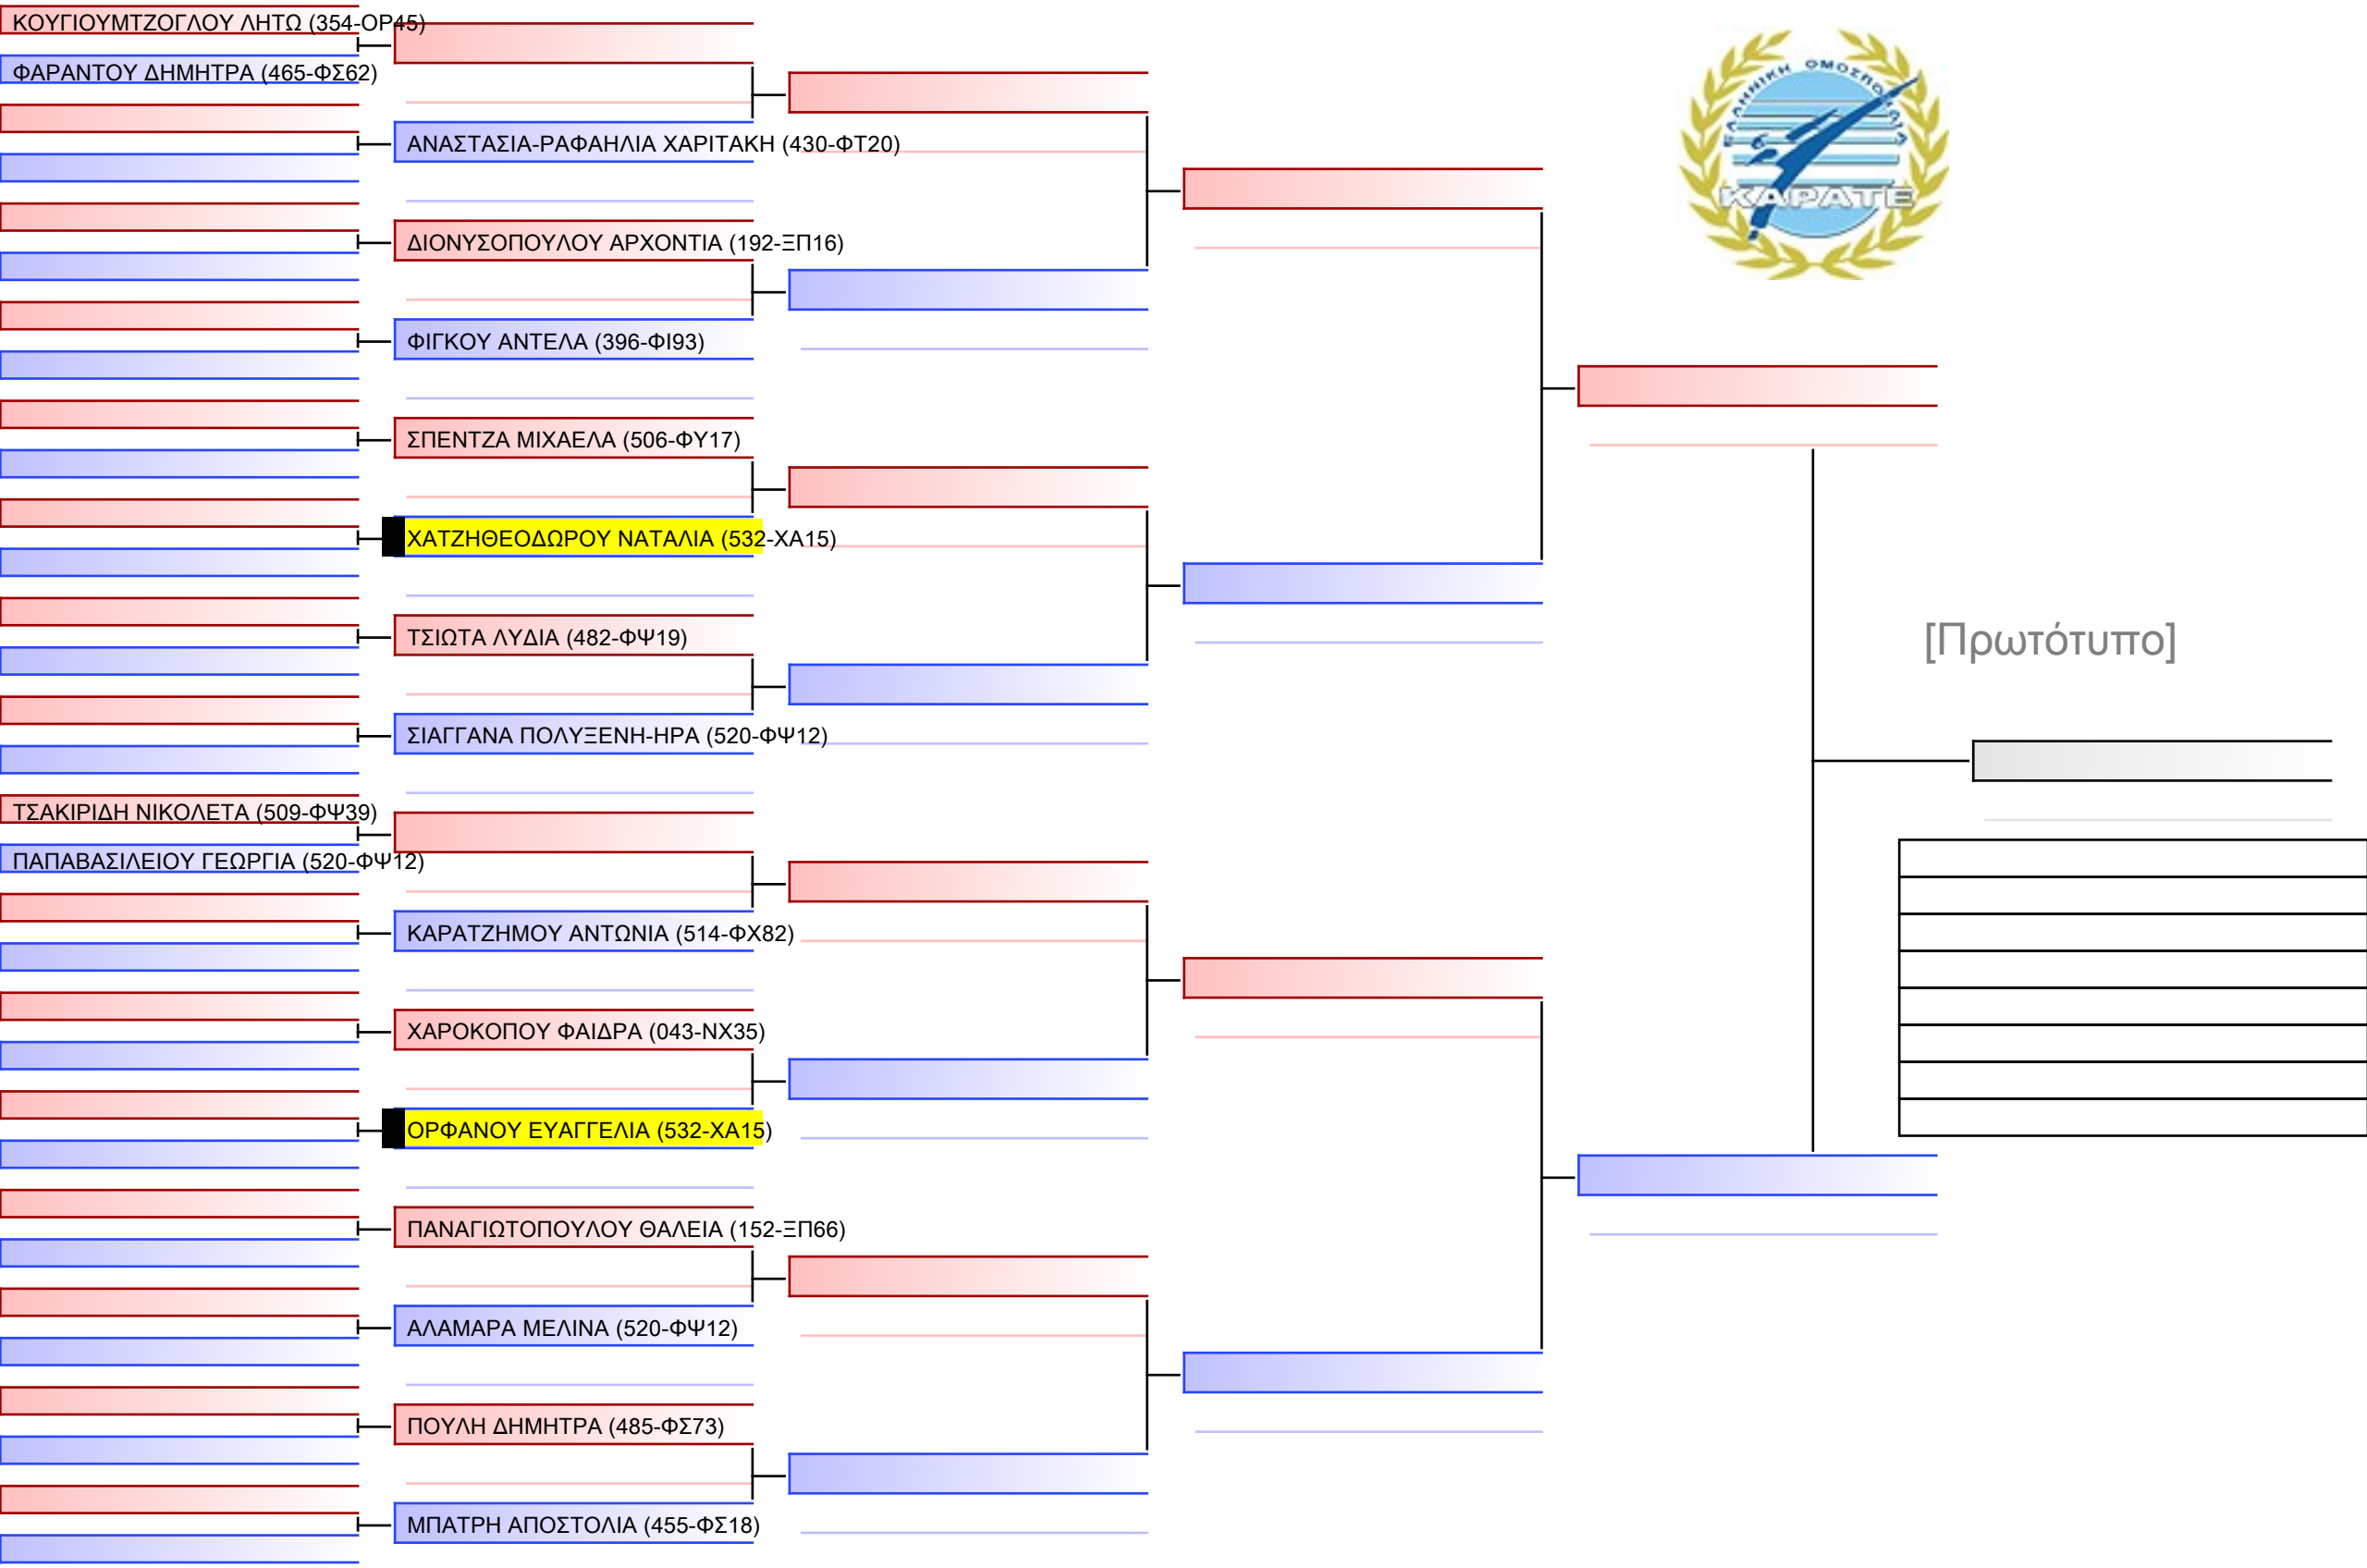 ΚΟΥΓΙΟΥΜΤΖΟΓΛΟΥ ΛΗΤΩ (354-ΟΡ45)
ΦΑΡΑΝΤΟΥ ΔΗΜΗΤΡΑ (465-ΦΣ62)
ΑΝΑΣΤΑΣΙΑ-ΡΑΦΑΗΛΙΑ ΧΑΡΙΤΑΚΗ (430-ΦΤ20)
ΔΙΟΝΥΣΟΠΟΥΛΟΥ ΑΡΧΟΝΤΙΑ (192-ΞΠ16)
ΦΙΓΚΟΥ ΑΝΤΕΛΑ (396-ΦΙ93)
ΣΠΕΝΤΖΑ ΜΙΧΑΕΛΑ (506-ΦΥ17)
ΧΑΤΖΗΘΕΟΔΩΡΟΥ ΝΑΤΑΛΙΑ (532-ΧΑ15)
ΤΣΙΩΤΑ ΛΥΔΙΑ (482-ΦΨ19)
ΣΙΑΓΓΑΝΑ ΠΟΛΥΞΕΝΗ-ΗΡΑ (520-ΦΨ12)
ΤΣΑΚΙΡΙΔΗ ΝΙΚΟΛΕΤΑ (509-ΦΨ39)
ΠΑΠΑΒΑΣΙΛΕΙΟΥ ΓΕΩΡΓΙΑ (520-ΦΨ12)
ΚΑΡΑΤΖΗΜΟΥ ΑΝΤΩΝΙΑ (514-ΦΧ82)
ΧΑΡΟΚΟΠΟΥ ΦΑΙΔΡΑ (043-ΝΧ35)
ΟΡΦΑΝΟΥ ΕΥΑΓΓΕΛΙΑ (532-ΧΑ15)
ΠΑΝΑΓΙΩΤΟΠΟΥΛΟΥ ΘΑΛΕΙΑ (152-ΞΠ66)
ΑΛΑΜΑΡΑ ΜΕΛΙΝΑ (520-ΦΨ12)
ΠΟΥΛΗ ΔΗΜΗΤΡΑ (485-ΦΣ73)
ΜΠΑΤΡΗ ΑΠΟΣΤΟΛΙΑ (455-ΦΣ18)
ΕΛΛΗΝΙΚΗ ΟΜΟΣΠΟΝΔΙΑ
ΚΑΡΑΤΕ
[Πρωτότυπο]